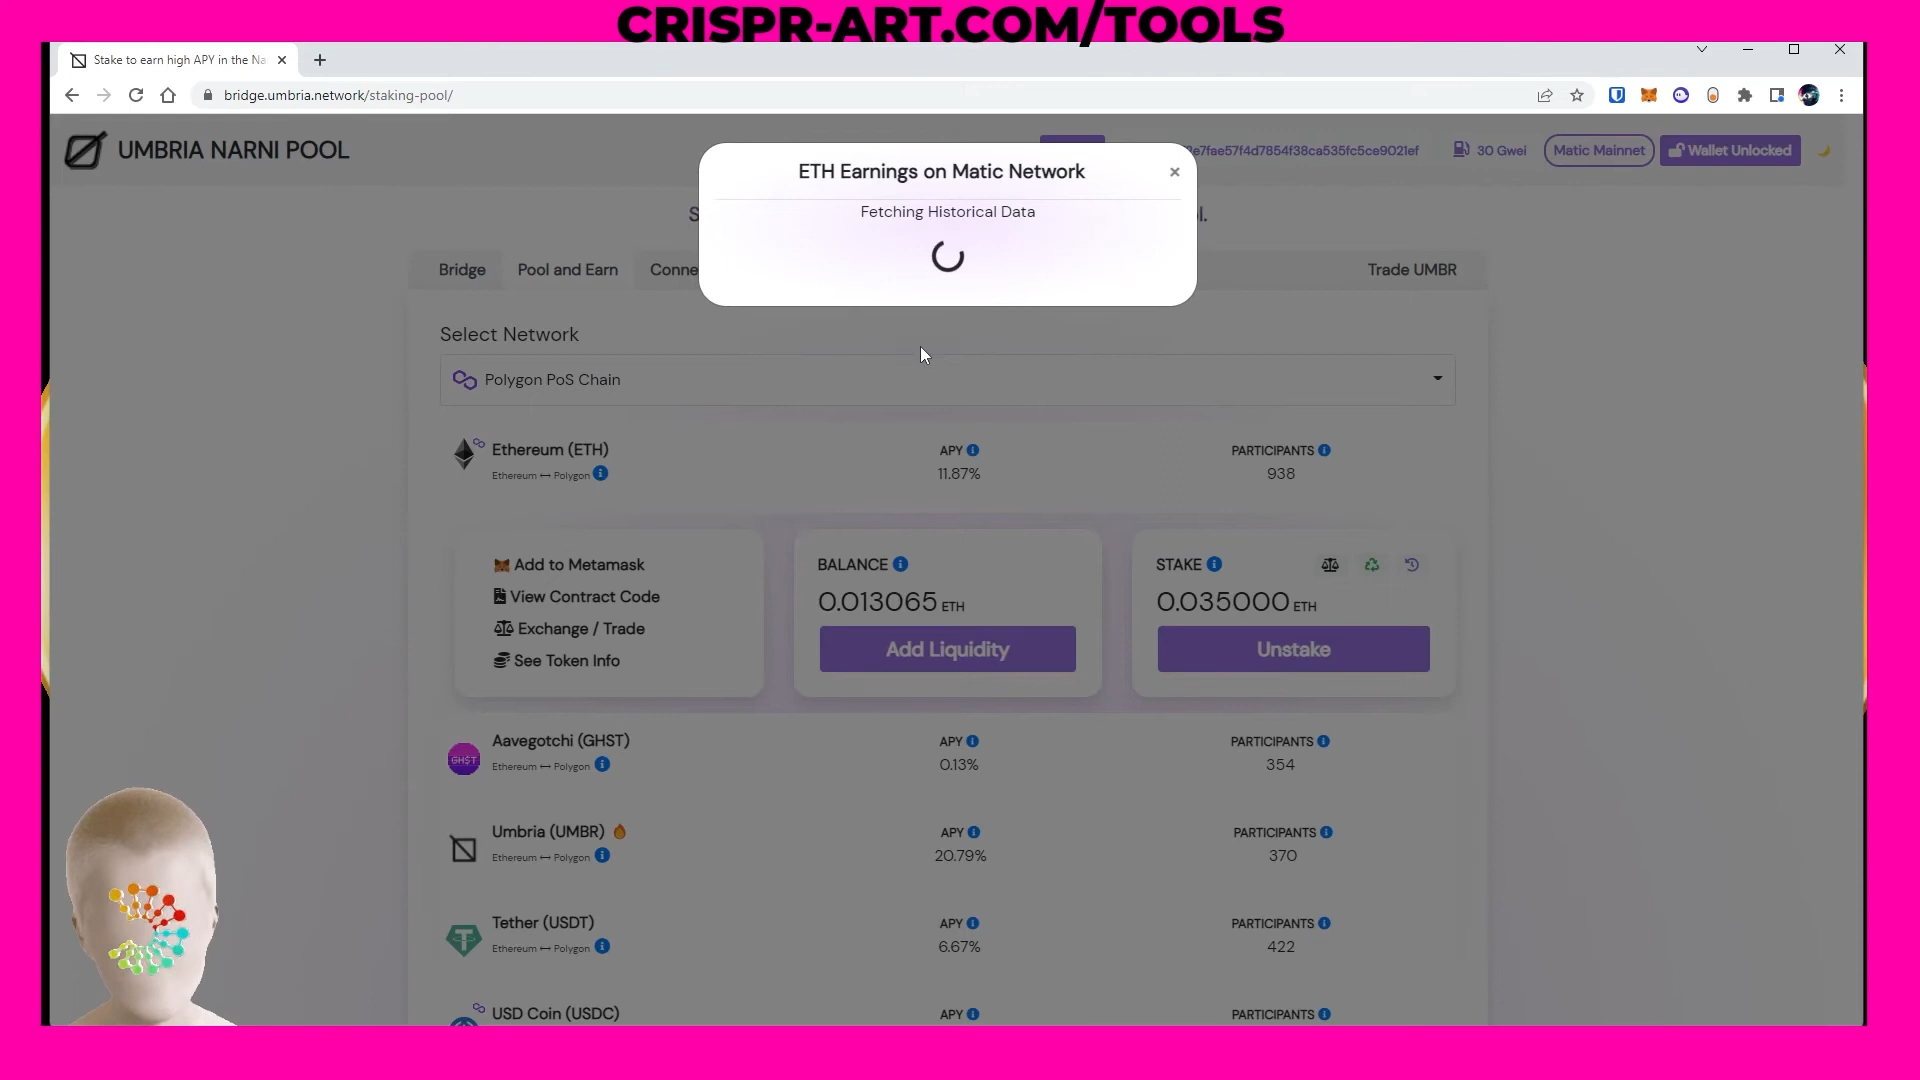 CRISPR-ART.COM/TOOLS
Stake to earn high APY in the Na
bridge.umbria.network/staking-pool/
UMBRIA NARNI POOL
e7fae57f4d7854f38ca535fc5ce9021ef
30 Gwei
Matic Mainnet
Wallet Unlocked
ETH Earnings on Matic Network
×
Fetching Historical Data
Bridge
Pool and Earn
Conne
Trade UMBR
Select Network
Polygon PoS Chain
Ethereum (ETH)
Ethereum ↔ Polygon
APY
11.87%
PARTICIPANTS
938
Add to Metamask
View Contract Code
Exchange / Trade
See Token Info
BALANCE
0.013065 ETH
Add Liquidity
STAKE
0.035000 ETH
Unstake
Aavegotchi (GHST)
GHST
Ethereum ↔ Polygon
APY
0.13%
PARTICIPANTS
354
Umbria (UMBR)
Ethereum ↔ Polygon
APY
20.79%
PARTICIPANTS
370
Tether (USDT)
Ethereum ↔ Polygon
APY
6.67%
PARTICIPANTS
422
USD Coin (USDC)
APY
PARTICIPANTS